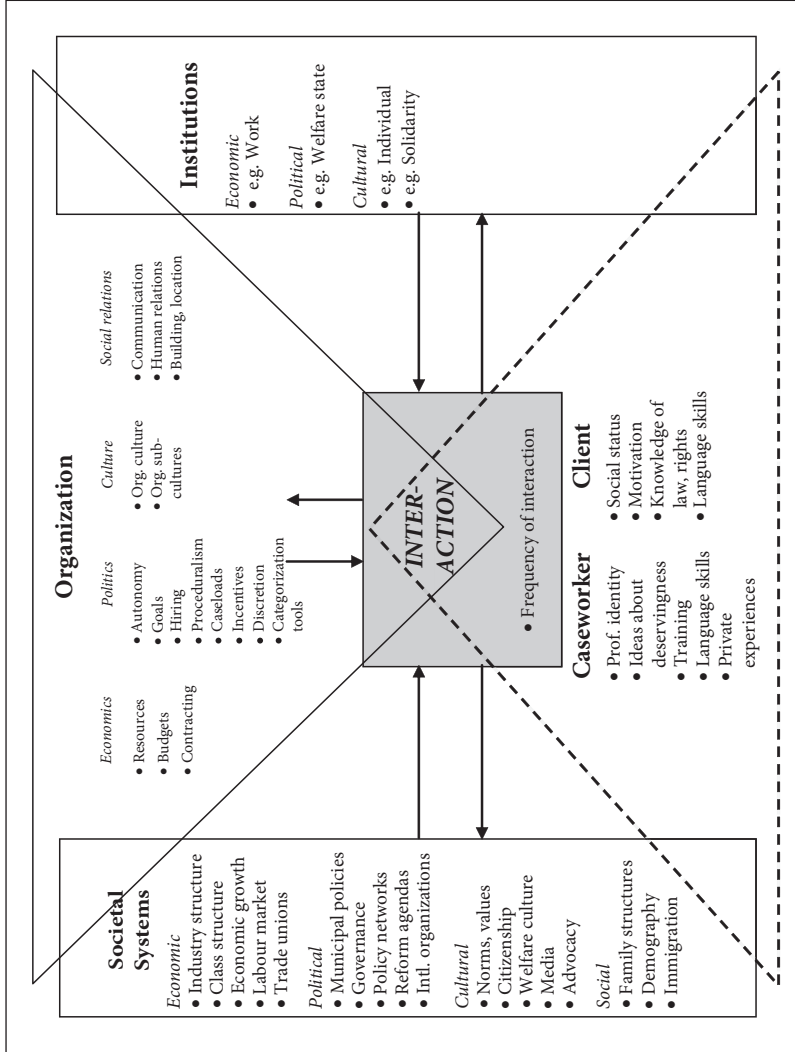 Organization
Economics
• Resources
• Budgets
• Contracting
Politics
• Autonomy
• Goals
• Hiring
• Proceduralism
• Caseloads
• Incentives
• Discretion
• Categorization
tools
Culture
• Org. culture
• Org. sub-
cultures
Social relations
• Communication
• Human relations
• Building, location
Societal
Systems
Economic
• Industry structure
• Class structure
• Economic growth
• Labour market
• Trade unions
Political
• Municipal policies
• Governance
• Policy networks
• Reform agendas
• Intl. organizations
Cultural
• Norms, values
• Citizenship
• Welfare culture
• Media
• Advocacy
Social
• Family structures
• Demography
• Immigration
INTER-
ACTION
• Frequency of interaction
Caseworker
• Prof. identity
• Ideas about
deservingness
• Training
• Language skills
• Private
experiences
Client
• Social status
• Motivation
• Knowledge of
law, rights
• Language skills
Institutions
Economic
• e.g. Work
Political
• e.g. Welfare state
Cultural
• e.g. Individual
• e.g. Solidarity